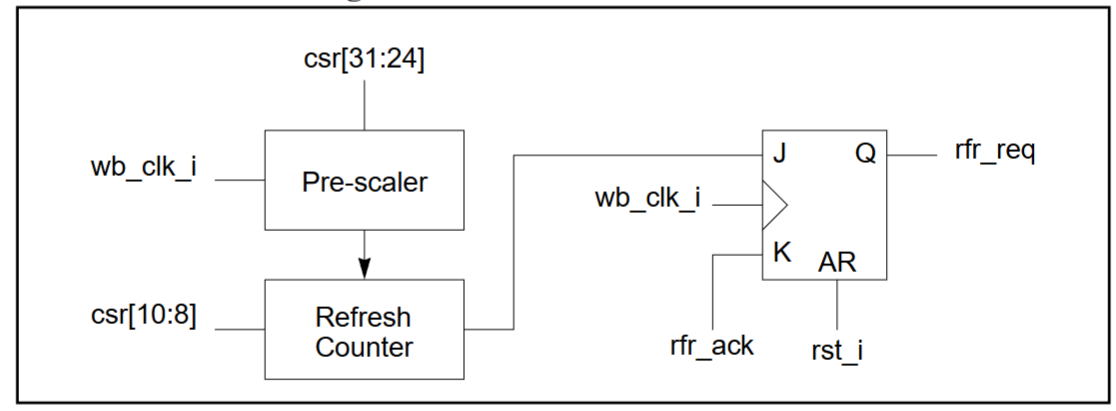 csr[31:24]
wb_clk_i
Pre-scaler
csr[10:8]
Refresh
Counter
J
Q
rfr_req
wb_clk_i
K
AR
rfr_ack
rst_i